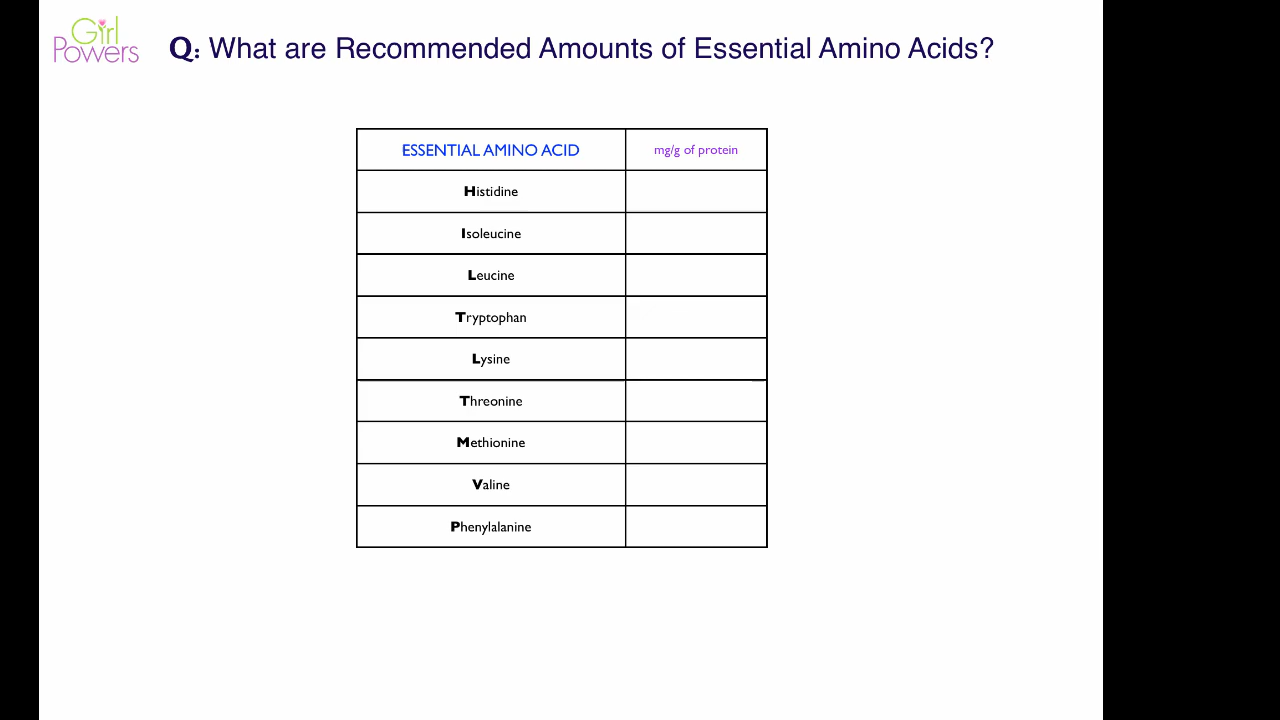 Girl
Powers
Q: What are Recommended Amounts of Essential Amino Acids?
ESSENTIAL AMINO ACID mg/g of protein
Histidine
Isoleucine
Leucine
Tryptophan
Lysine
Threonine
Methionine
Valine
Phenylalanine